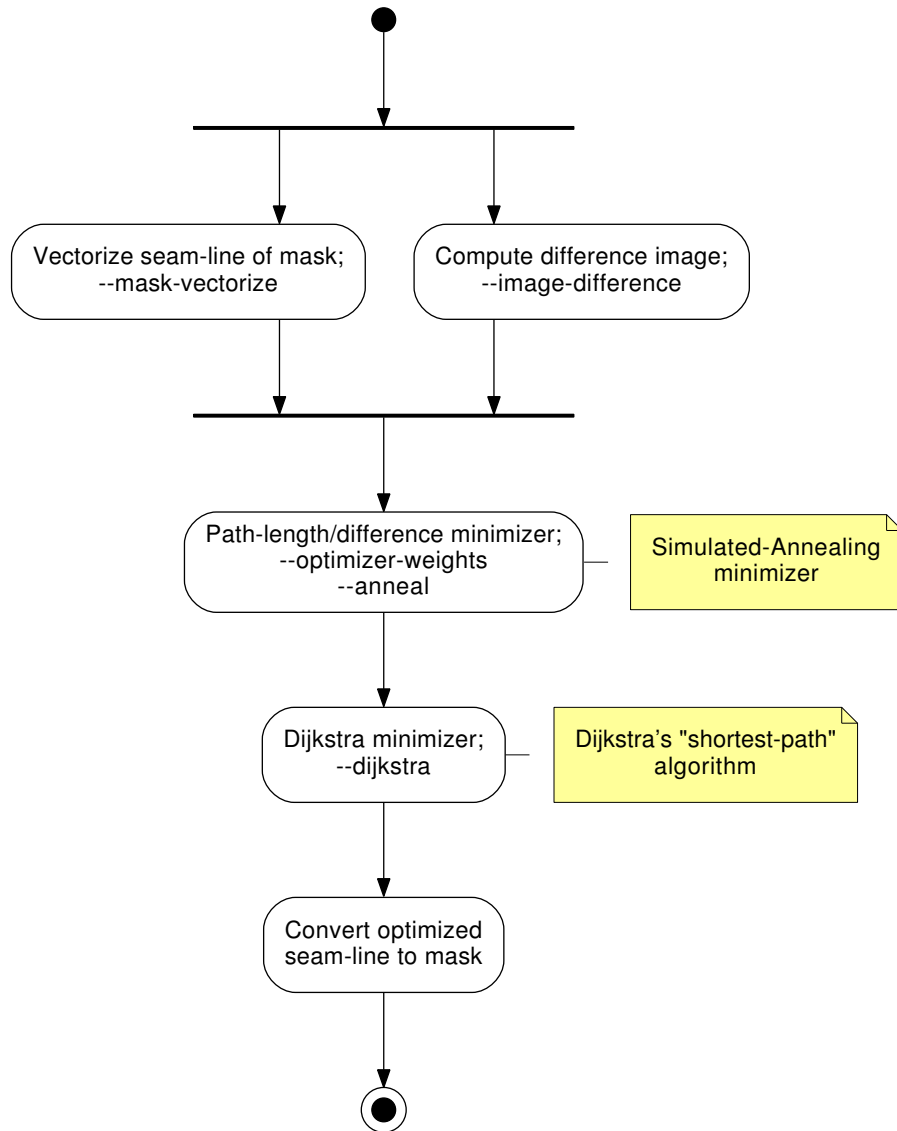 Vectorize seam-line of mask;
--mask-vectorize
Compute difference image;
--image-difference
Path-length/difference minimizer;
--optimizer-weights
--anneal
Simulated-Annealing
minimizer
Dijkstra minimizer;
--dijkstra
Dijkstra's "shortest-path"
algorithm
Convert optimized
seam-line to mask